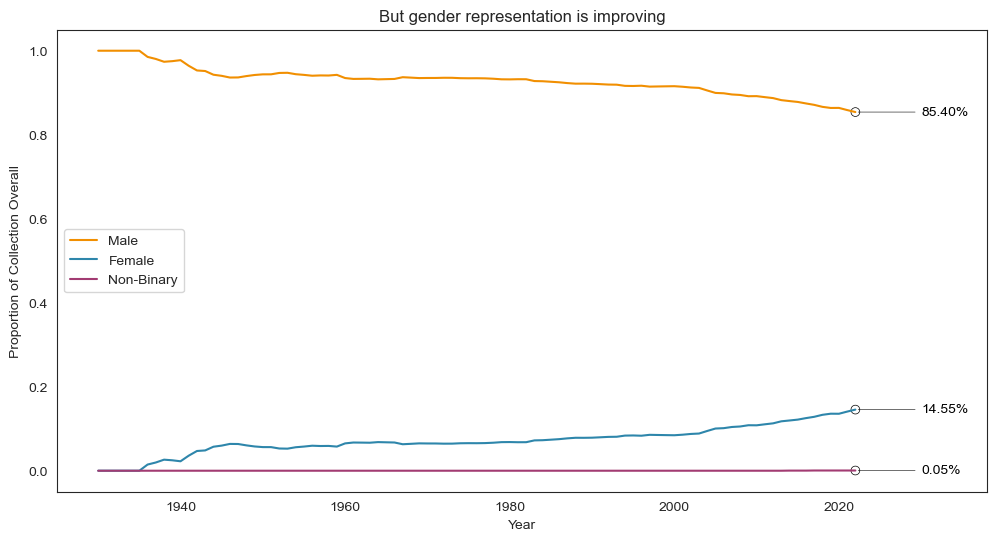 But gender representation is improving
1.0
0.8
0.6
0.4
0.2
0.0
Proportion of Collection Overall
Male
Female
Non-Binary
85.40%
14.55%
0.05%
1940
1960
1980
2000
2020
Year